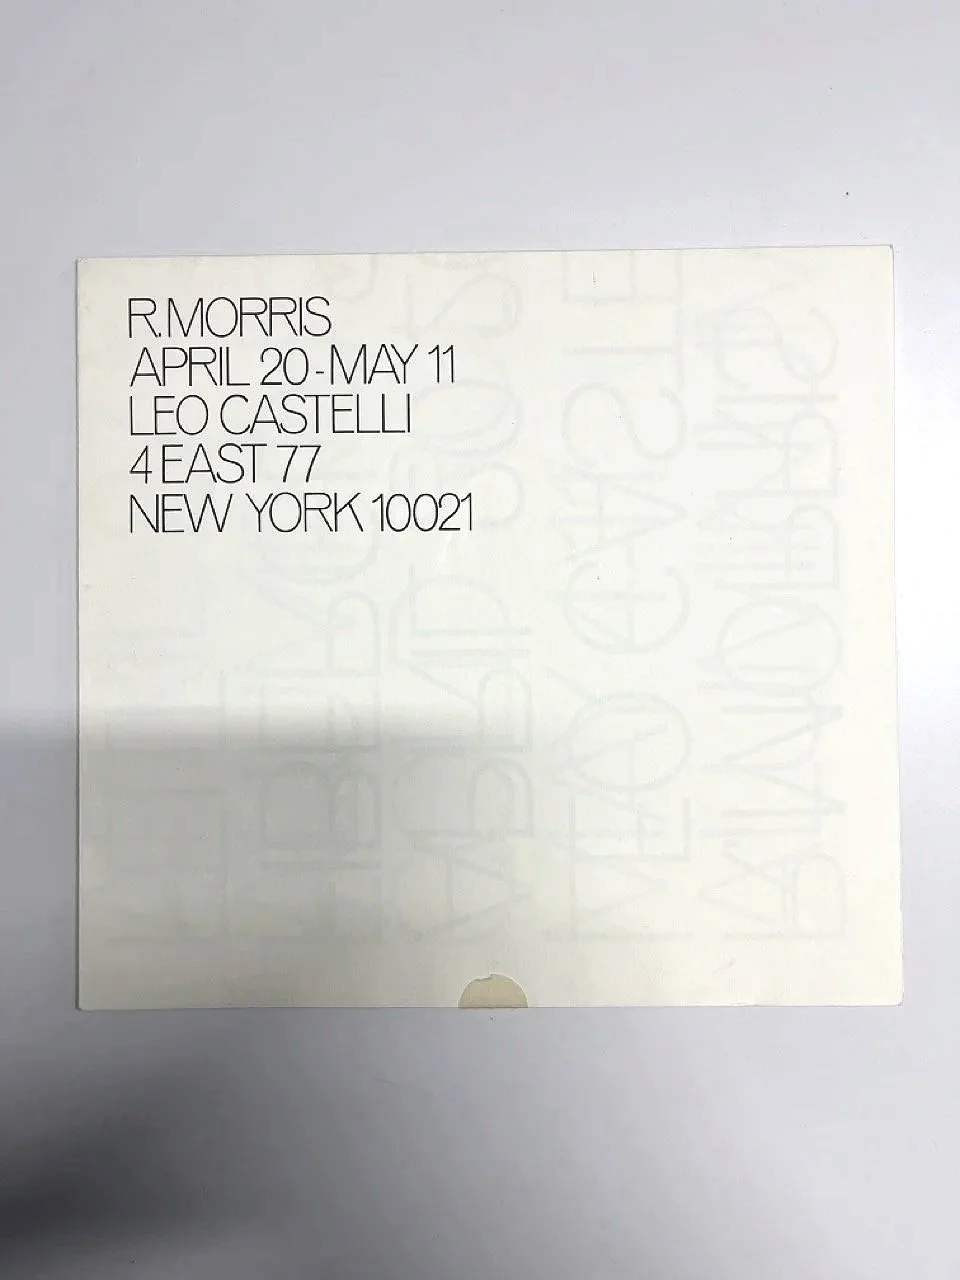 R. MORRIS
APRIL 20 - MAY 11
LEO CASTELLI
4 EAST 77
NEW YORK 10021